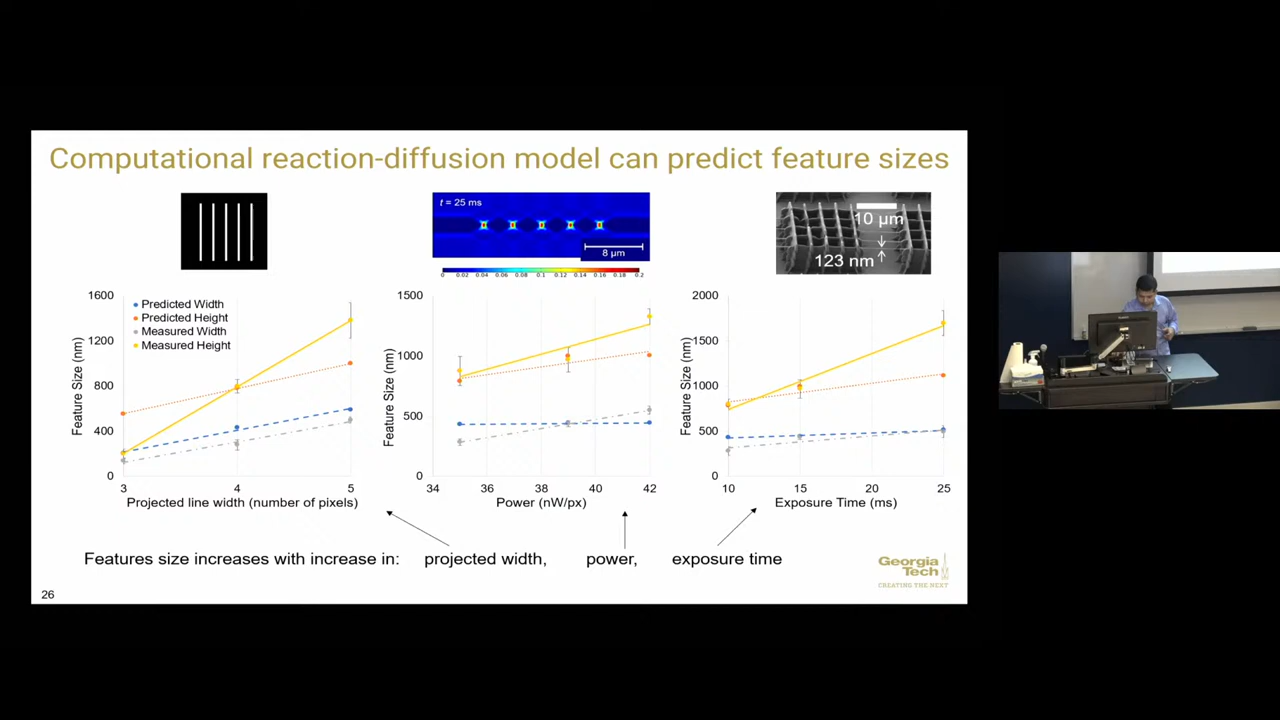 Computational reaction-diffusion model can predict feature sizes
t = 25 ms
8 µm
0 0.02 0.04 0.06 0.08 0.1 0.12 0.14 0.16 0.18 0.2
10 µm
123 nm
Feature Size (nm)
1600
1200
800
400
0
Predicted Width
Predicted Height
Measured Width
Measured Height
3 4 5
Projected line width (number of pixels)
Feature Size (nm)
1500
1000
500
0
34 36 38 40 42
Power (nW/px)
Feature Size (nm)
2000
1500
1000
500
0
10 15 20 25
Exposure Time (ms)
Features size increases with increase in: projected width, power, exposure time
Georgia
Tech
CREATING THE NEXT
26